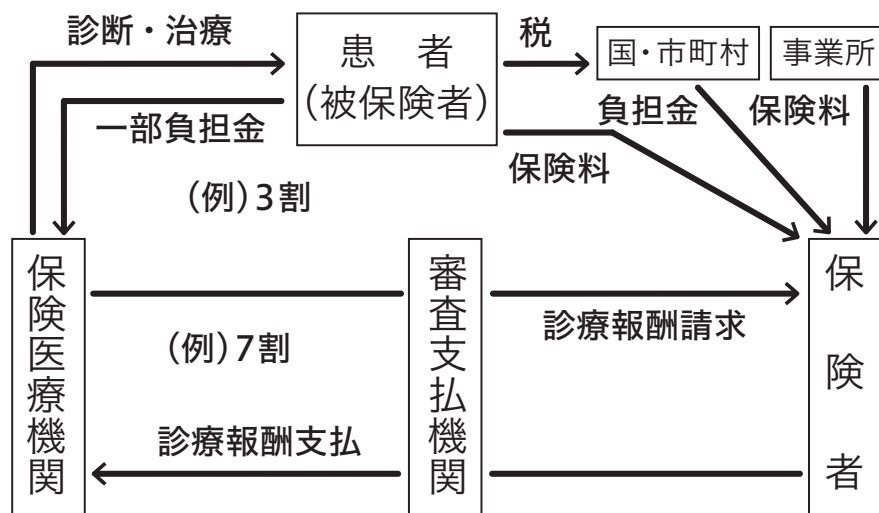 診断・治療
患　者
(被保険者)
税
国・市町村
事業所
一部負担金
負担金
保険料
保険料
(例)3割
保険医療機関
審査支払機関
保険者
診療報酬請求
(例)7割
診療報酬支払